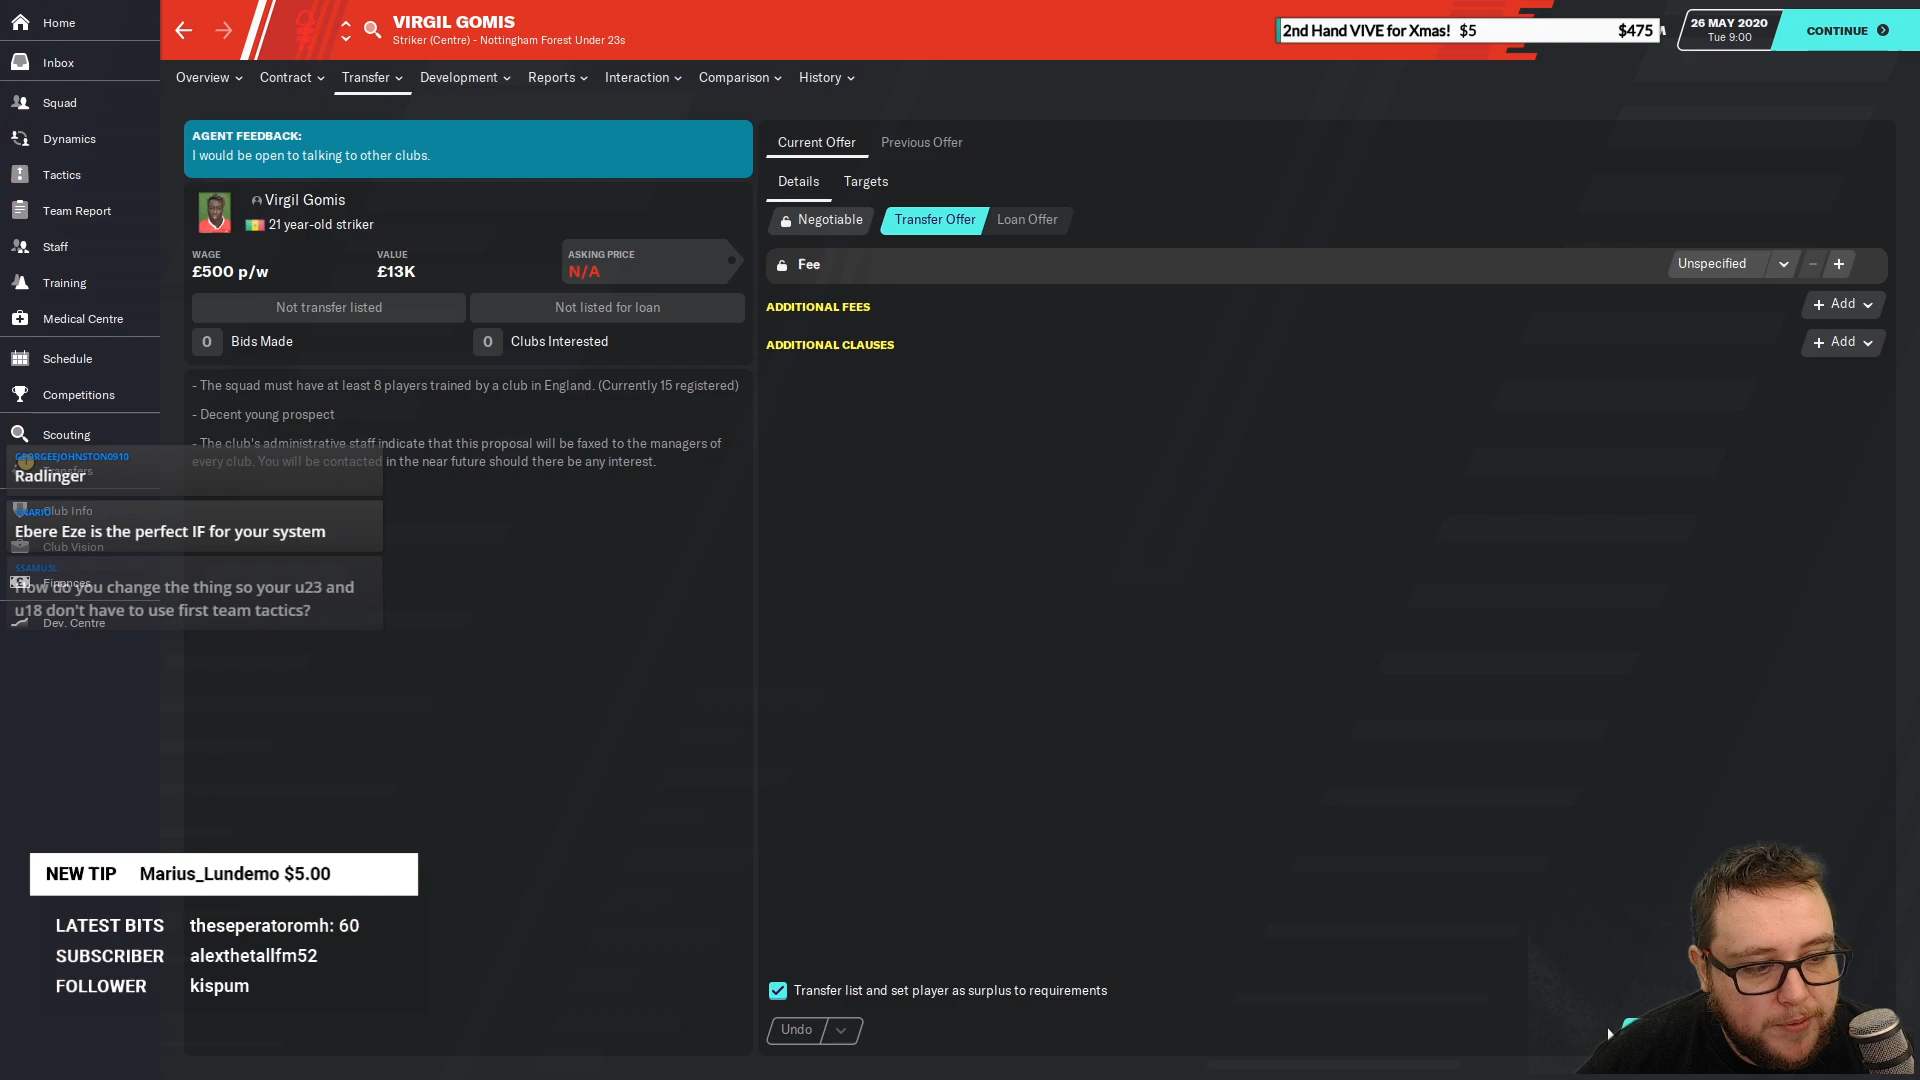 Home
Inbox
Squad
Dynamics
Tactics
Team Report
Staff
Training
Medical Centre
Schedule
Competitions
Scouting
Transfers
Club Info
Club Vision
Finances
Dev. Centre
VIRGIL GOMIS
Striker (Centre) - Nottingham Forest Under 23s
2nd Hand VIVE for Xmas! $5 $475
26 MAY 2020
Tue 9:00
CONTINUE
Overview Contract Transfer Development Reports Interaction Comparison History
AGENT FEEDBACK:
I would be open to talking to other clubs.
Virgil Gomis
21 year-old striker
WAGE VALUE ASKING PRICE
£500 p/w £13K N/A
Not transfer listed Not listed for loan
0 Bids Made 0 Clubs Interested
- The squad must have at least 8 players trained by a club in England. (Currently 15 registered)
- Decent young prospect
- The club's administrative staff indicate that this proposal will be faxed to the managers of
every club. You will be contacted in the near future should there be any interest.
Current Offer Previous Offer
Details Targets
Negotiable Transfer Offer Loan Offer
Fee Unspecified
ADDITIONAL FEES + Add
ADDITIONAL CLAUSES + Add
GEORGEEJOHNSTON0910
Radlinger
Ebere Eze is the perfect IF for your system
SSAMU3L
How do you change the thing so your u23 and
u18 don't have to use first team tactics?
NEW TIP Marius_Lundemo $5.00
LATEST BITS theseperatoromh: 60
SUBSCRIBER alexthetallfm52
FOLLOWER kispum
Transfer list and set player as surplus to requirements
Undo